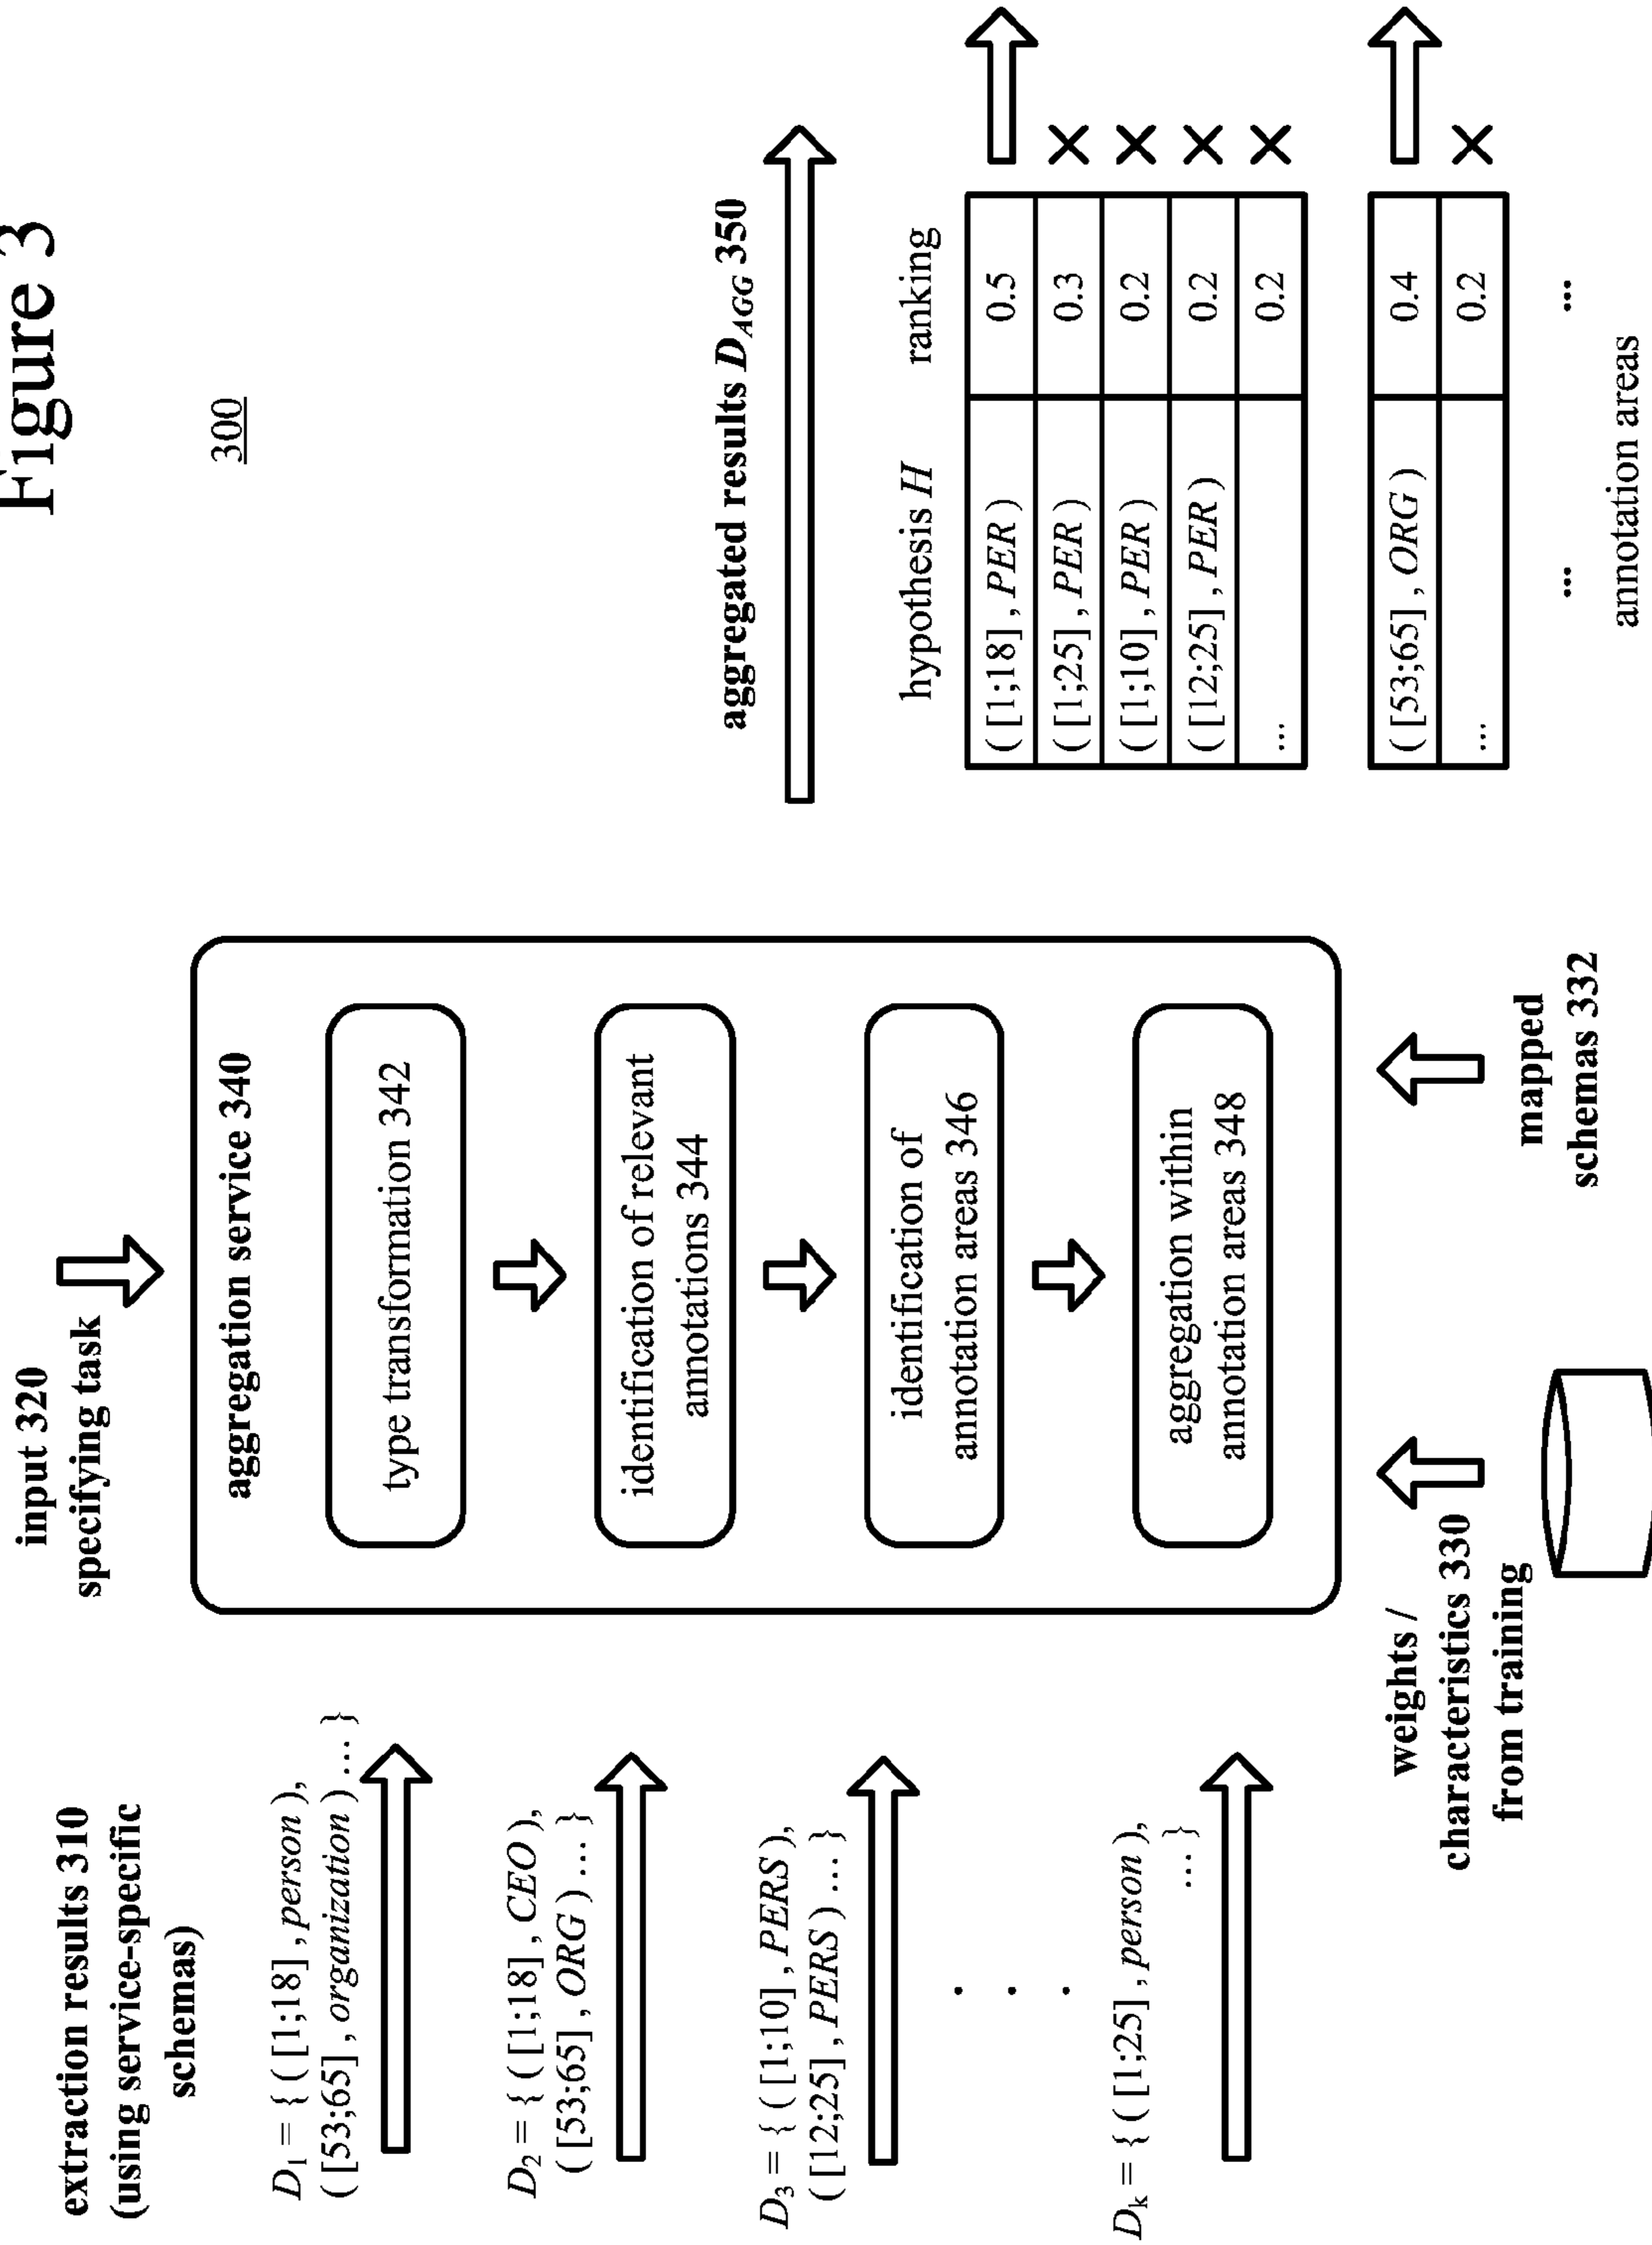 Figure 3
300
input 320
specifying task
extraction results 310
(using service-specific
schemas)
D1 = { ( [1;18] , person ),
( [53;65] , organization ) ... }
D2 = { ( [1;18] , CEO ),
( [53;65] , ORG ) ... }
D3 = { ( [1;10] , PERS ),
( [12;25] , PERS ) ... }
. . .
Dk = { ( [1;25] , person ),
... }
aggregation service 340
type transformation 342
identification of relevant
annotations 344
identification of
annotation areas 346
aggregation within
annotation areas 348
weights /
characteristics 330
from training
mapped
schemas 332
aggregated results DAGG 350
hypothesis H ranking
( [1;18] , PER ) 0.5
( [1;25] , PER ) 0.3
( [1;10] , PER ) 0.2
( [12;25] , PER ) 0.2
... 0.2
( [53;65] , ORG ) 0.4
... 0.2
... ...
annotation areas